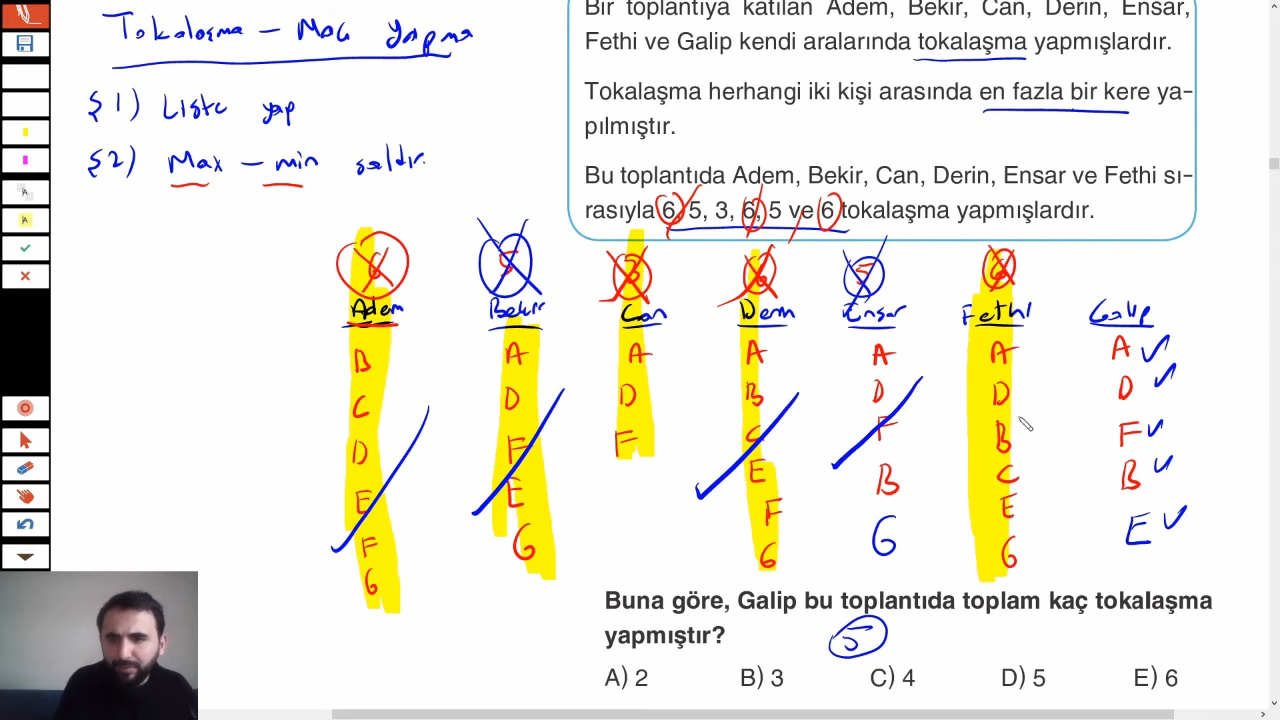 Tokalaşma – Maç yapma
§1) Liste yap
§2) Max – min saldır.
Bir toplantıya katılan Adem, Bekir, Can, Derin, Ensar,
Fethi ve Galip kendi aralarında tokalaşma yapmışlardır.
Tokalaşma herhangi iki kişi arasında en fazla bir kere ya-
pılmıştır.
Bu toplantıda Adem, Bekir, Can, Derin, Ensar ve Fethi sı-
rasıyla 6, 5, 3, 6, 5 ve 6 tokalaşma yapmışlardır.
6 5 3 6 5 6
Adem Bekir Can Derin Ensar Fethi Galip
B A A A A A A
C D D B D D D
D F F C F B F
E E E B C B
F G F G E E
G G G
Buna göre, Galip bu toplantıda toplam kaç tokalaşma
yapmıştır? 5
A) 2 B) 3 C) 4 D) 5 E) 6